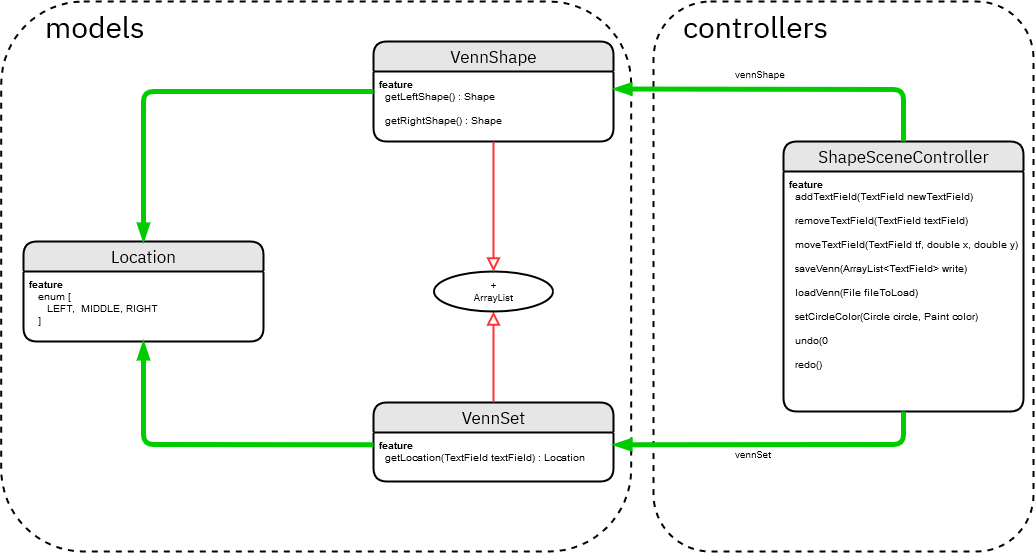 models
controllers
VennShape
feature
getLeftShape() : Shape
getRightShape() : Shape
vennShape
ShapeSceneController
feature
addTextField(TextField newTextField)
removeTextField(TextField textField)
moveTextField(TextField tf, double x, double y)
saveVenn(ArrayList<TextField> write)
loadVenn(File fileToLoad)
setCircleColor(Circle circle, Paint color)
undo(0
redo()
Location
feature
enum [
LEFT,  MIDDLE, RIGHT
]
+
ArrayList
VennSet
feature
getLocation(TextField textField) : Location
vennSet